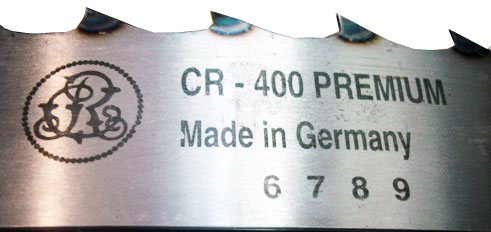 CR - 400 PREMIUM
Made in Germany
6 7 8 9